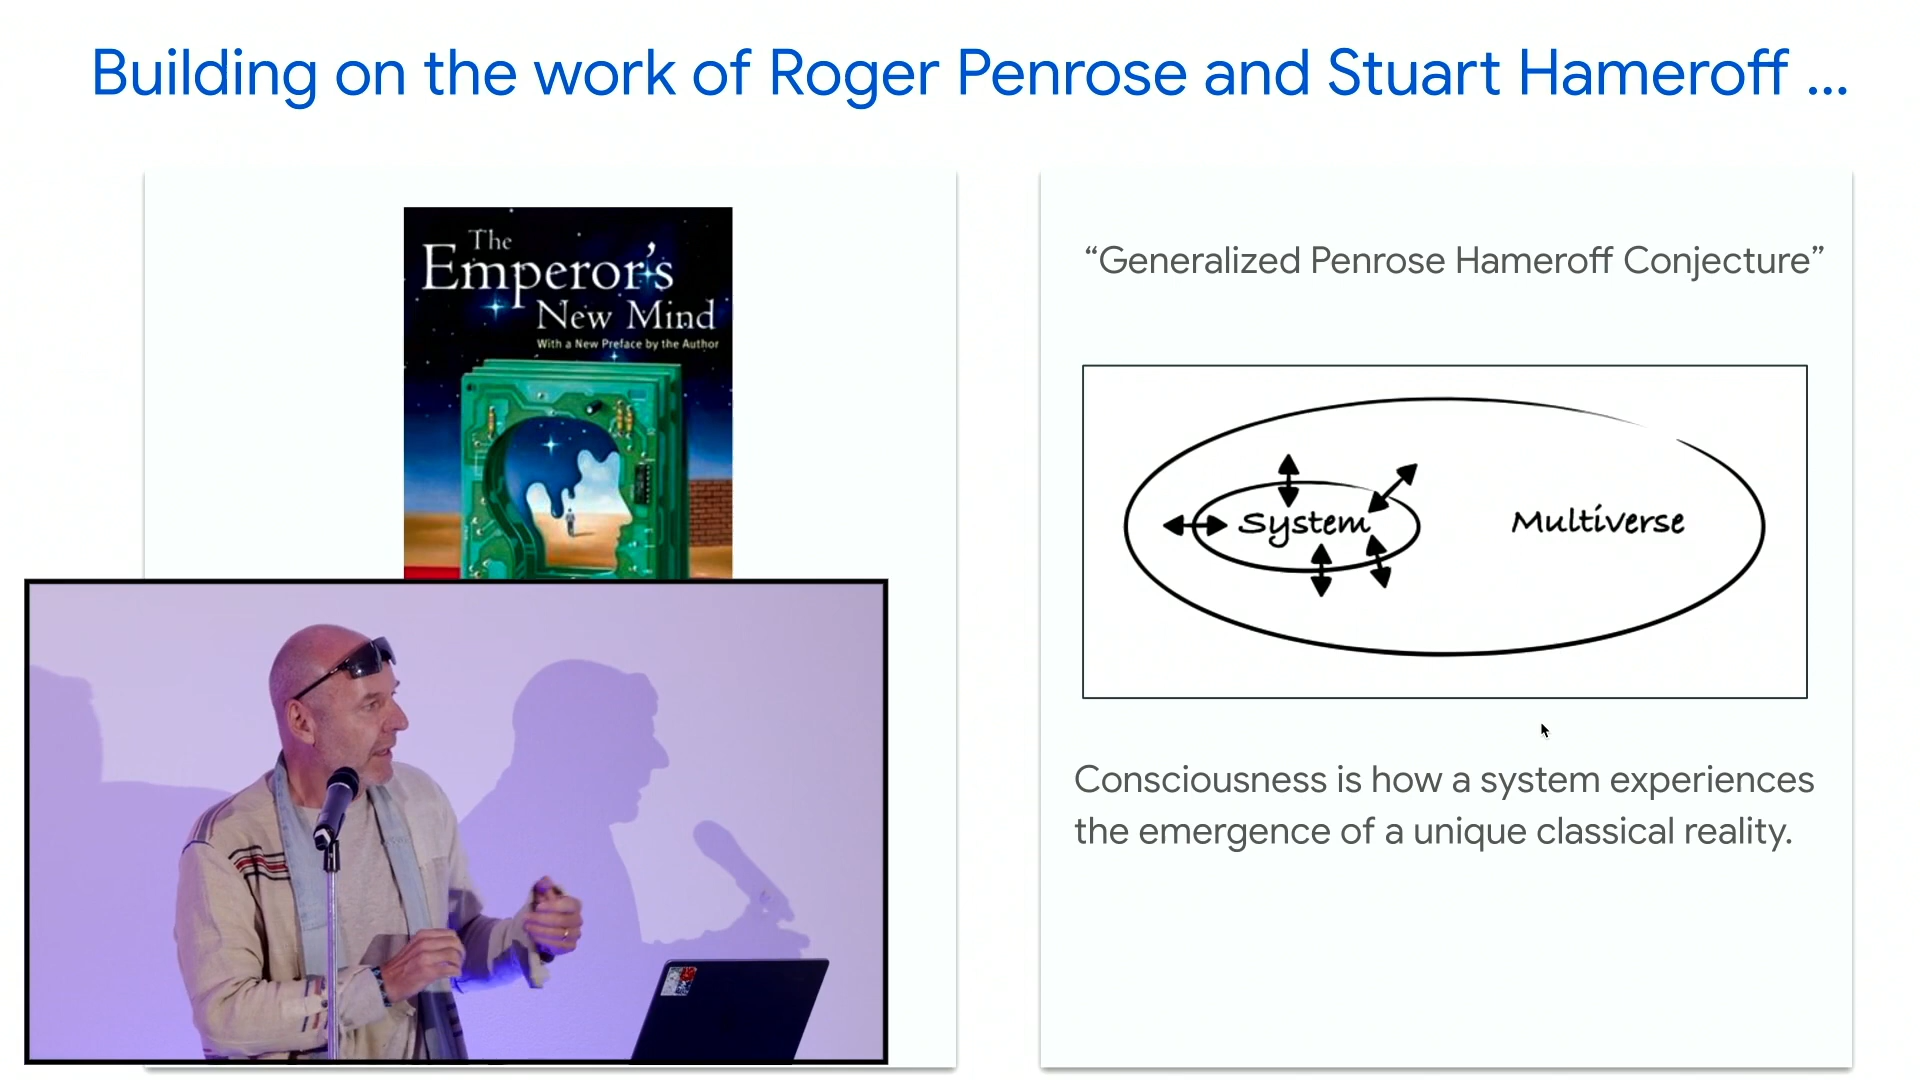 Building on the work of Roger Penrose and Stuart Hameroff ...
The
Emperor's
New Mind
With a New Preface by the Author
“Generalized Penrose Hameroff Conjecture”
System
Multiverse
Consciousness is how a system experiences
the emergence of a unique classical reality.